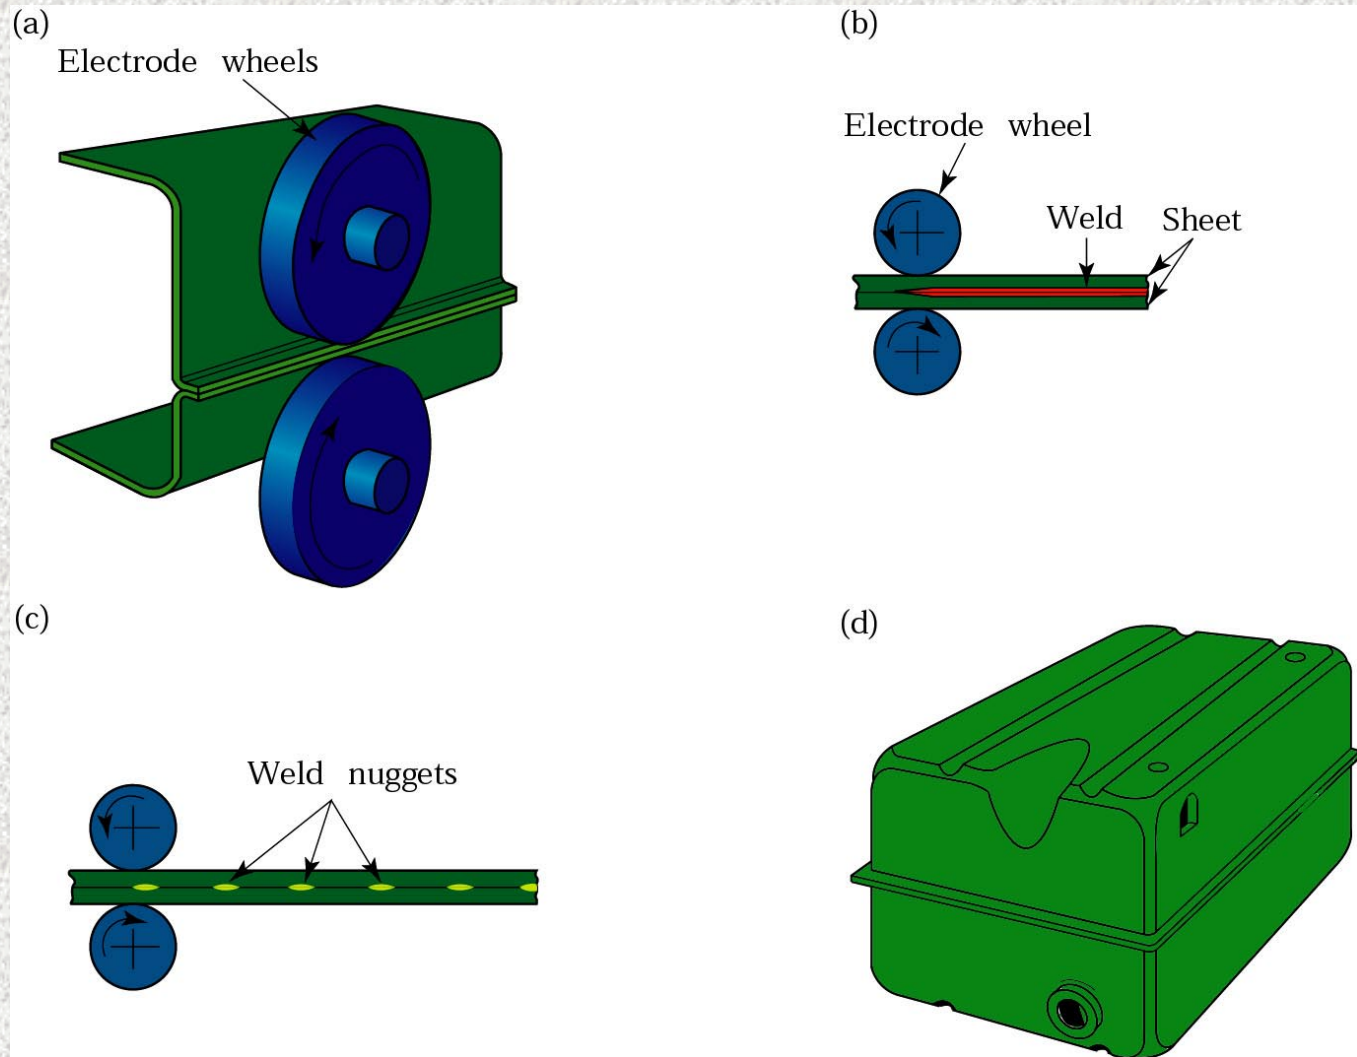 (a)
Electrode wheels
(b)
Electrode wheel
Weld
Sheet
(c)
Weld nuggets
(d)